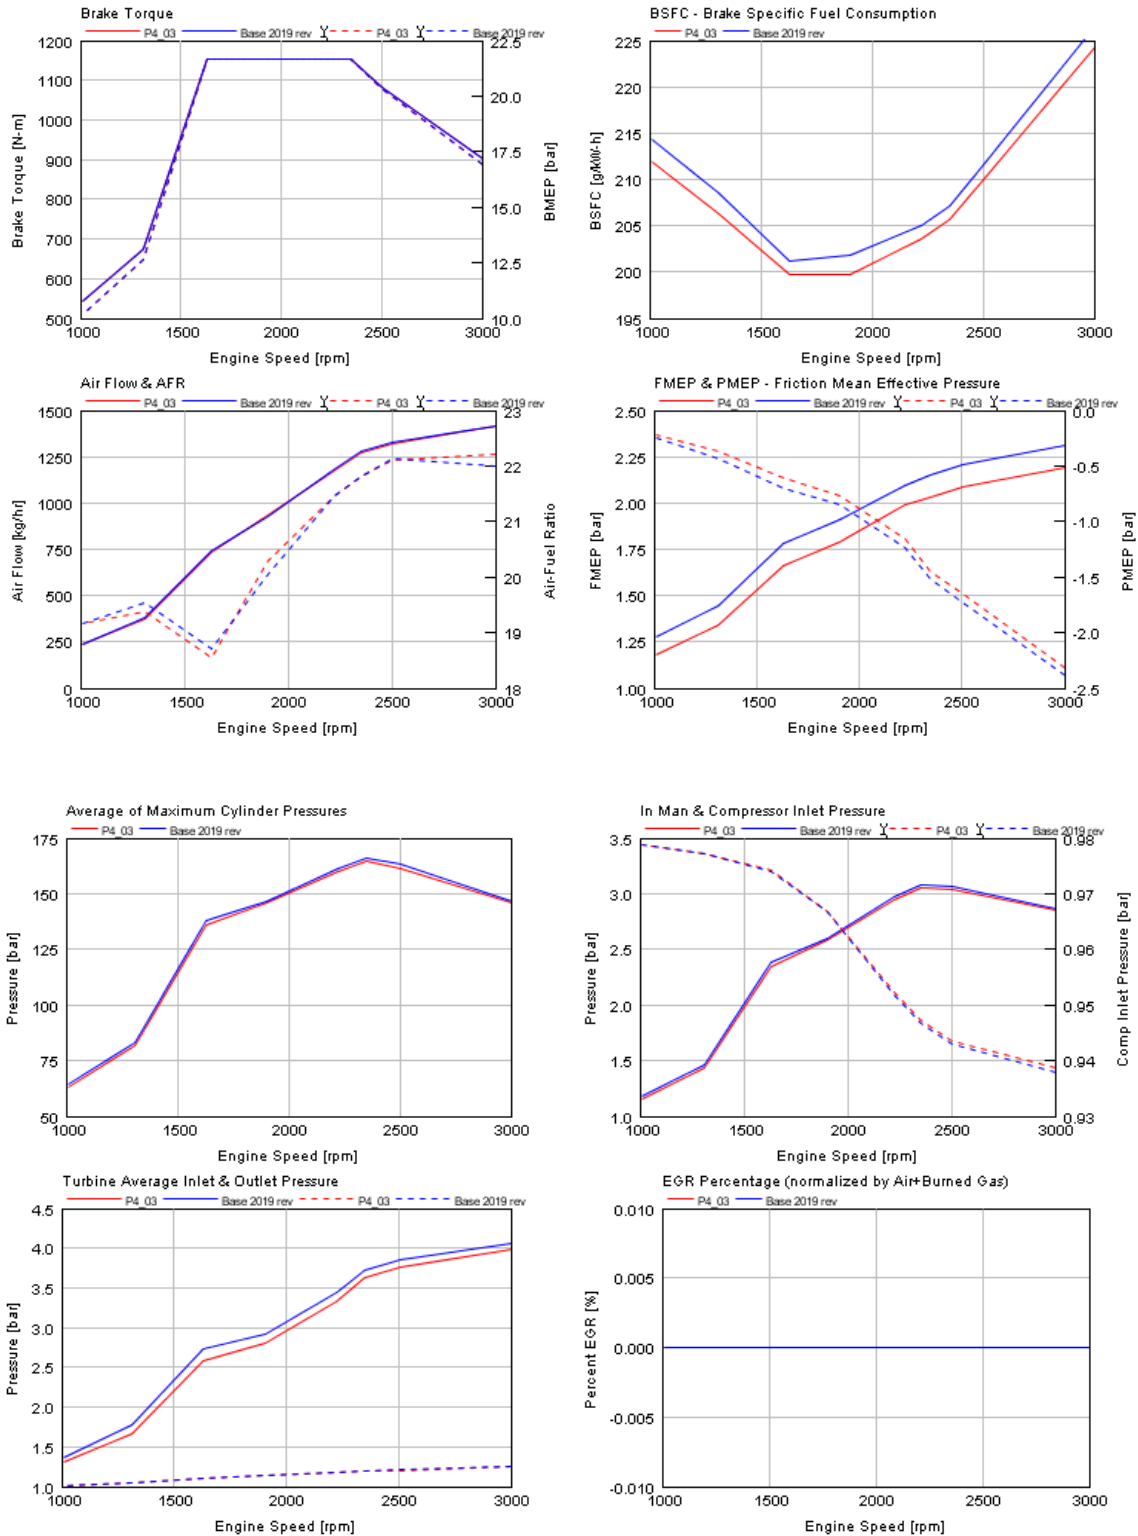 Brake Torque
P4_03 Base 2019 rev P4_03 Base 2019 rev
1200 1100 1000 900 800 700 600 500
22.5 20.0 17.5 15.0 12.5 10.0
Brake Torque [N-m]
BMEP [bar]
1000 1500 2000 2500 3000
Engine Speed [rpm]
BSFC - Brake Specific Fuel Consumption
P4_03 Base 2019 rev
225 220 215 210 205 200 195
BSFC [g/kW-h]
1000 1500 2000 2500 3000
Engine Speed [rpm]
Air Flow & AFR
P4_03 Base 2019 rev Y P4_03 Y Base 2019 rev
1500 1250 1000 750 500 250 0
23 22 21 20 19 18
Air Flow [kg/hr]
Air-Fuel Ratio
1000 1500 2000 2500 3000
Engine Speed [rpm]
FMEP & PMEP - Friction Mean Effective Pressure
P4_03 Base 2019 rev Y P4_03 Y Base 2019 rev
2.50 2.25 2.00 1.75 1.50 1.25 1.00
0.0 -0.5 -1.0 -1.5 -2.0 -2.5
FMEP [bar]
PMEP [bar]
1000 1500 2000 2500 3000
Engine Speed [rpm]
Average of Maximum Cylinder Pressures
P4_03 Base 2019 rev
175 150 125 100 75 50
Pressure [bar]
1000 1500 2000 2500 3000
Engine Speed [rpm]
In Man & Compressor Inlet Pressure
P4_03 Base 2019 rev Y P4_03 Y Base 2019 rev
3.5 3.0 2.5 2.0 1.5 1.0
0.98 0.97 0.96 0.95 0.94 0.93
Pressure [bar]
Comp Inlet Pressure [bar]
1000 1500 2000 2500 3000
Engine Speed [rpm]
Turbine Average Inlet & Outlet Pressure
P4_03 Base 2019 rev P4_03 Base 2019 rev
4.5 4.0 3.5 3.0 2.5 2.0 1.5 1.0
Pressure [bar]
1000 1500 2000 2500 3000
Engine Speed [rpm]
EGR Percentage (normalized by Air+Burned Gas)
P4_03 Base 2019 rev
0.010 0.005 0.000 -0.005 -0.010
Percent EGR [%]
1000 1500 2000 2500 3000
Engine Speed [rpm]